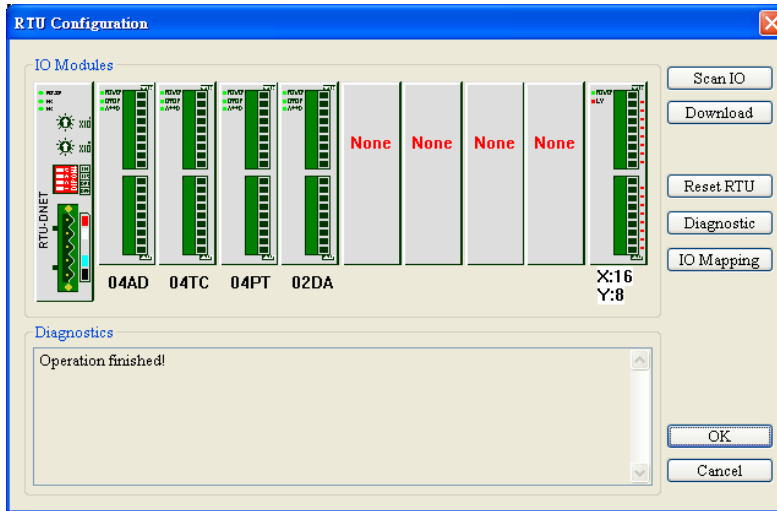 RTU Configuration
IO Modules
RTU-DNET
None
None
None
None
04AD
04TC
04PT
02DA
X:16
Y:8
Scan IO
Download
Reset RTU
Diagnostic
IO Mapping
Diagnostics
Operation finished!
OK
Cancel